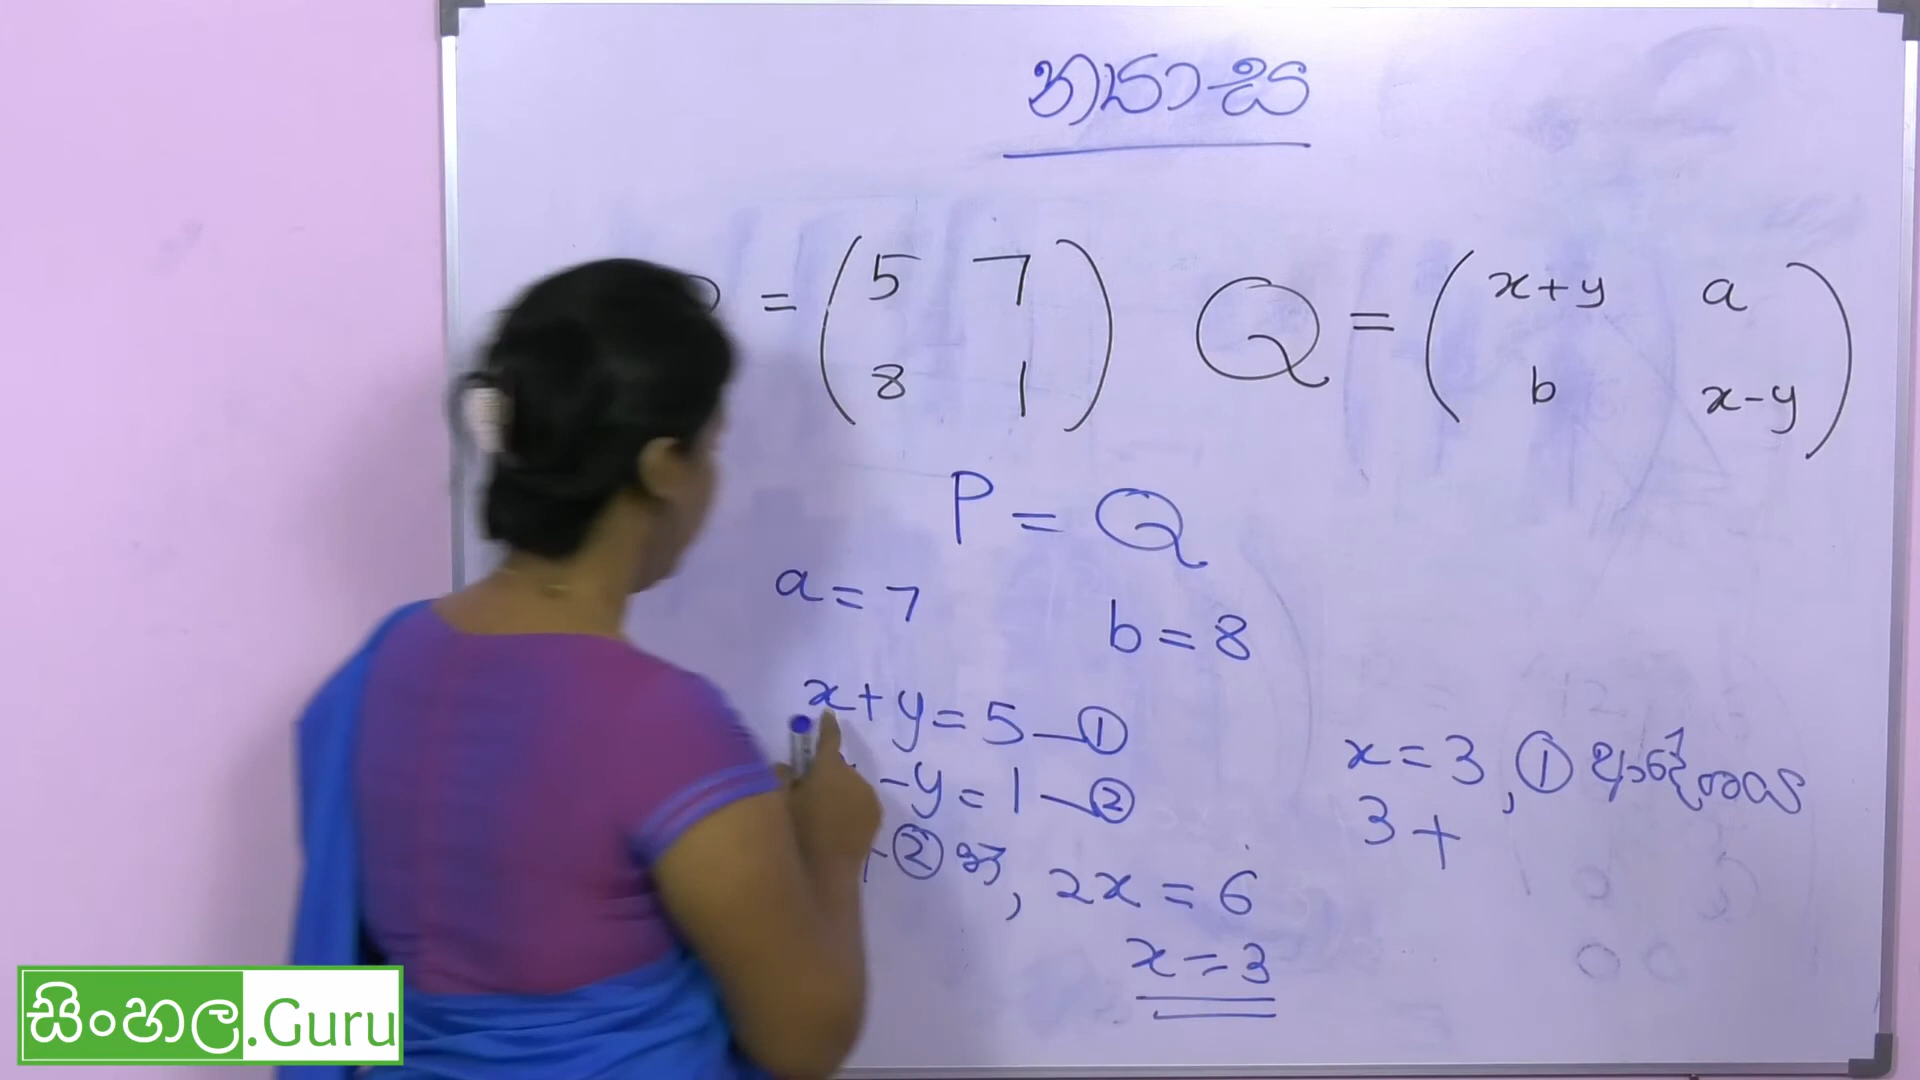 න්‍යාස
= (5 7 8 1) Q = (x+y a b x-y)
P = Q
a = 7 b = 8
x+y = 5 — ①
-y = 1 — ②
+ ② න්, 2x = 6
x = 3
x = 3, ① ආදේශය
3 +
සිංහල.Guru